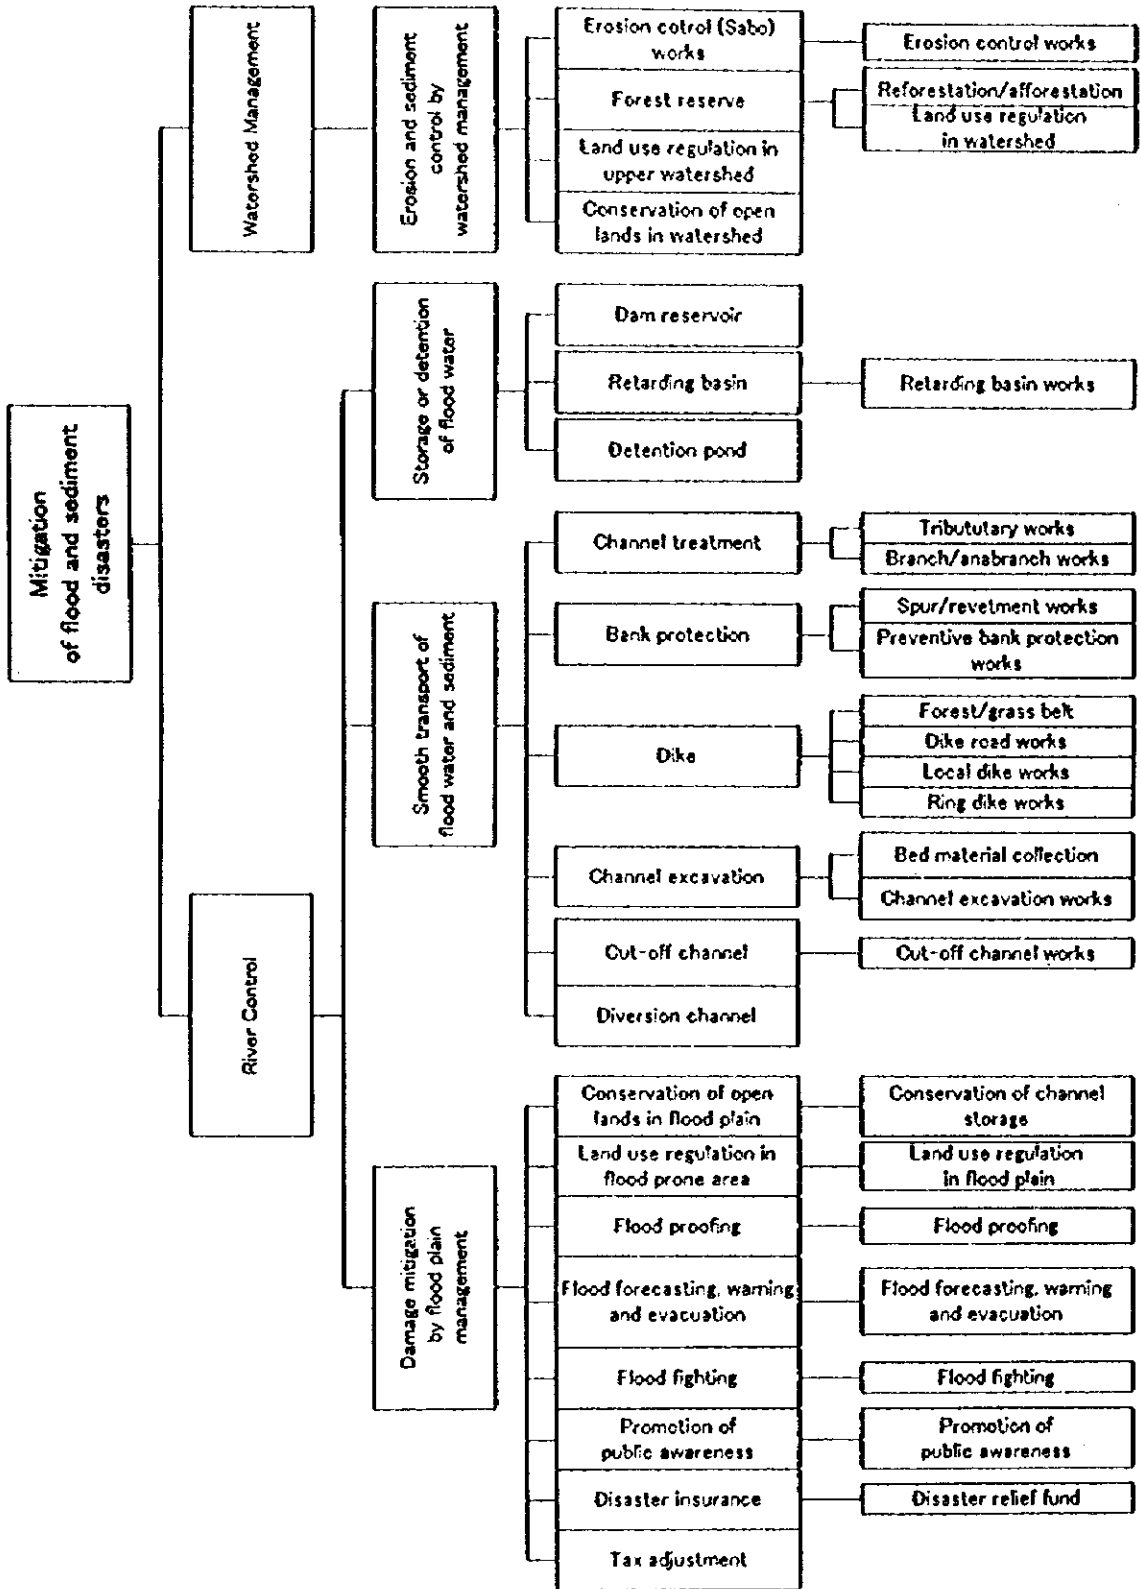 Mitigation
of flood and sediment
disasters
Watershed Management
River Control
Erosion and sediment
control by
watershed management
Storage or detention
of flood water
Smooth transport of
flood water and sediment
Damage mitigation
by flood plain
management
Erosion cotrol (Sabo)
works
Forest reserve
Land use regulation in
upper watershed
Conservation of open
lands in watershed
Dam reservoir
Retarding basin
Detention pond
Channel treatment
Bank protection
Dike
Channel excavation
Cut-off channel
Diversion channel
Conservation of open
lands in flood plain
Land use regulation in
flood prone area
Flood proofing
Flood forecasting, warning
and evacuation
Flood fighting
Promotion of
public awareness
Disaster insurance
Tax adjustment
Erosion control works
Reforestation/afforestation
Land use regulation
in watershed
Retarding basin works
Tribututary works
Branch/anabranch works
Spur/revetment works
Preventive bank protection
works
Forest/grass belt
Dike road works
Local dike works
Ring dike works
Bed material collection
Channel excavation works
Cut-off channel works
Conservation of channel
storage
Land use regulation
in flood plain
Flood proofing
Flood forecasting, warning
and evacuation
Flood fighting
Promotion of
public awareness
Disaster relief fund